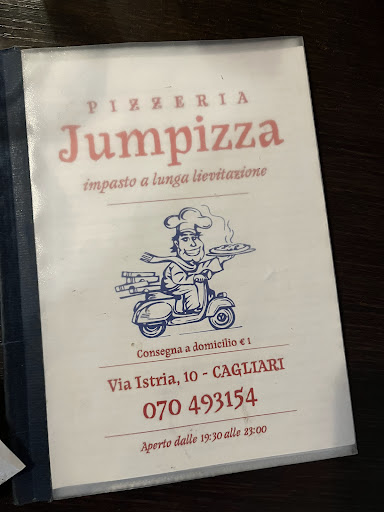 PIZZERIA
Jumpizza
impasto a lunga lievitazione
Consegna a domicilio € 1
Via Istria, 10 - CAGLIARI
070 493154
Aperto dalle 19:30 alle 23:00